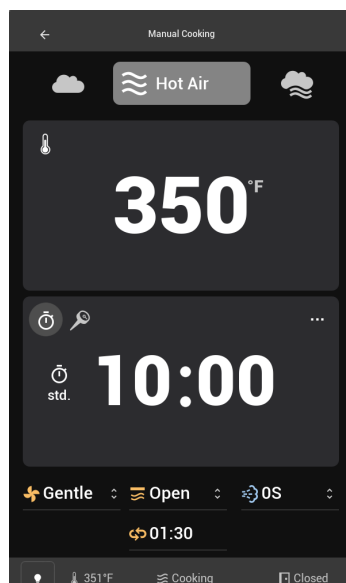 Manual Cooking
Hot Air
350°F
std.
10:00
Gentle
Open
0S
01:30
351°F
Cooking
Closed